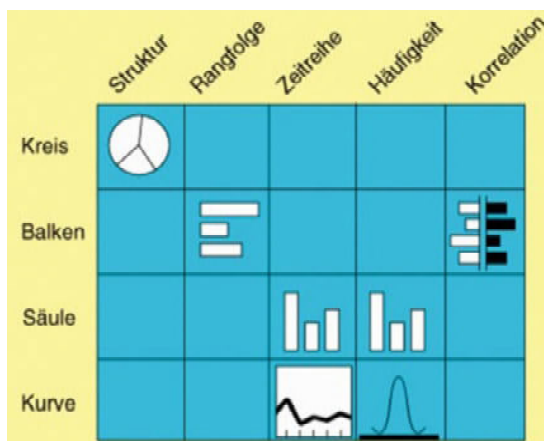 Struktur
Rangfolge
Zeitreihe
Häufigkeit
Korrelation
Kreis
Balken
Säule
Kurve